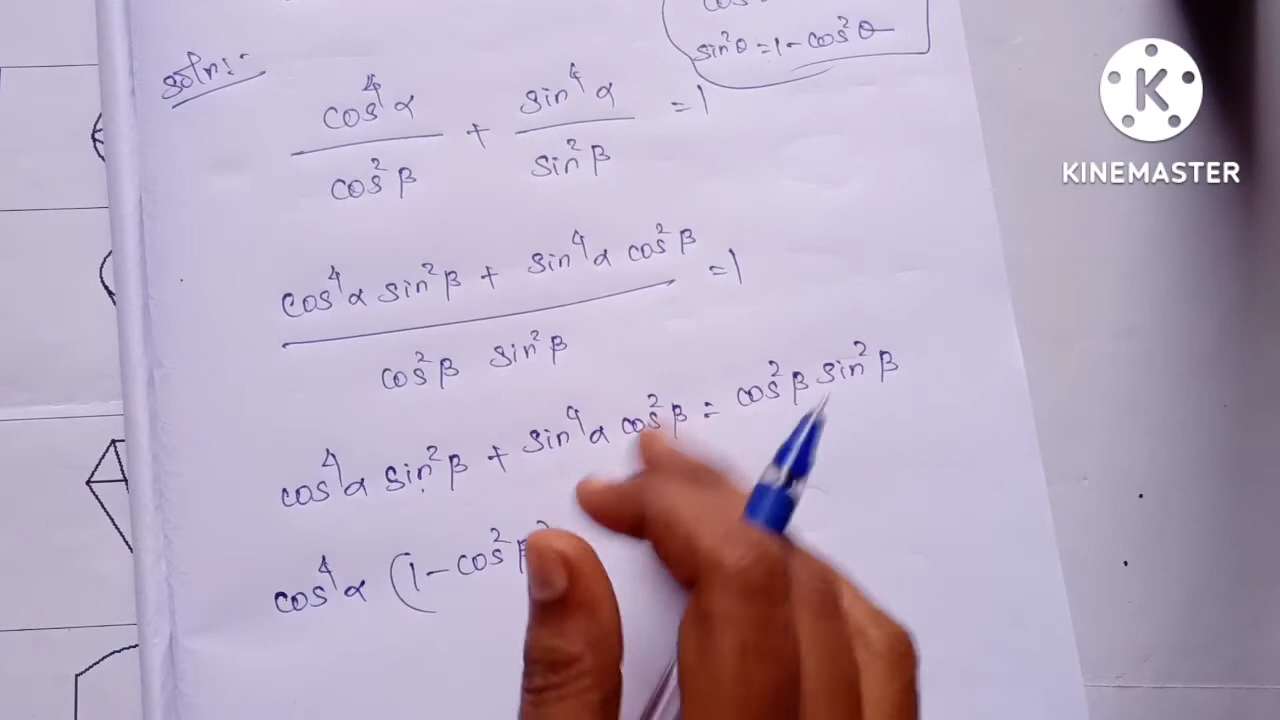 sin²θ = 1 - cos²θ
Soln:-
cos⁴α / cos²β + sin⁴α / sin²β = 1
cos⁴α sin²β + sin⁴α cos²β / cos²β sin²β = 1
cos⁴α sin²β + sin⁴α cos²β = cos²β sin²β
cos⁴α (1 - cos²β
KINEMASTER